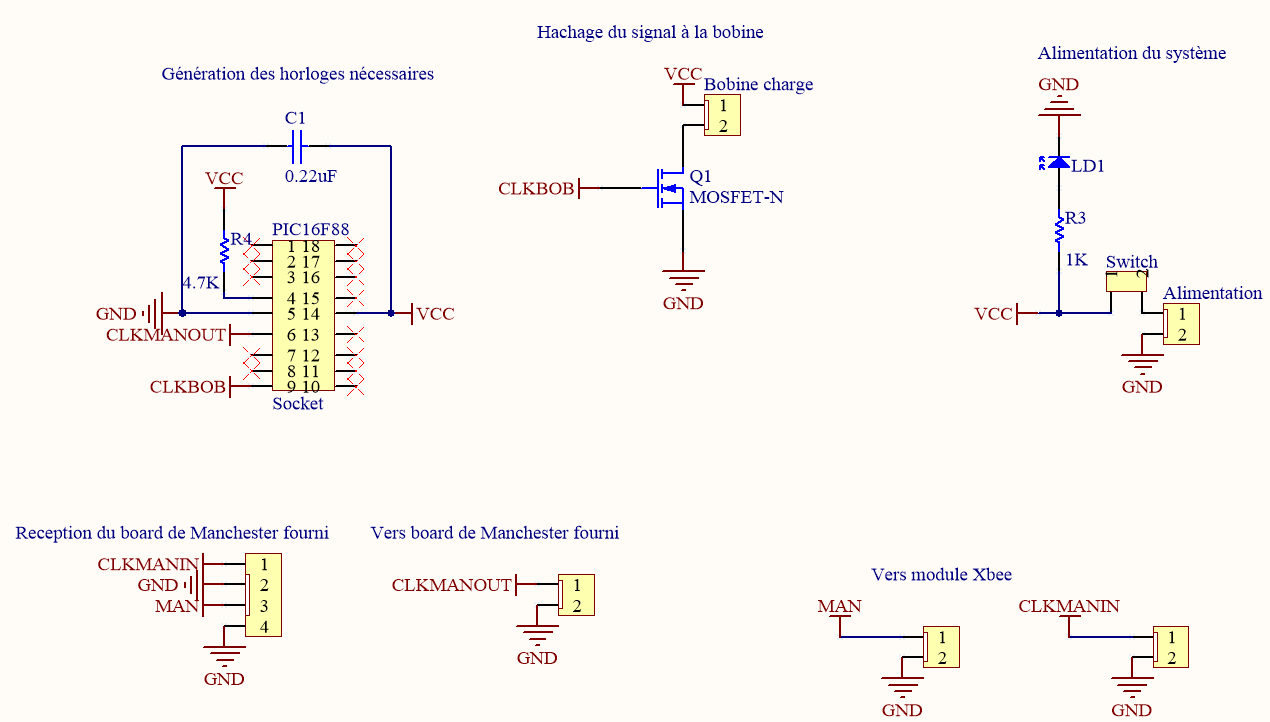 Hachage du signal à la bobine
Alimentation du système
Génération des horloges nécessaires
VCC
Bobine charge
1
2
CLKBOB
Q1
MOSFET-N
GND
GND
LD1
R3
1K
Switch
1
2
VCC
Alimentation
1
2
GND
C1
0.22uF
VCC
R4
4.7K
PIC16F88
1 18
2 17
3 16
4 15
5 14
6 13
7 12
8 11
9 10
GND
VCC
CLKMANOUT
CLKBOB
Socket
Reception du board de Manchester fourni
CLKMANIN
GND
MAN
1
2
3
4
GND
Vers board de Manchester fourni
CLKMANOUT
1
2
GND
Vers module Xbee
MAN
1
2
GND
CLKMANIN
1
2
GND